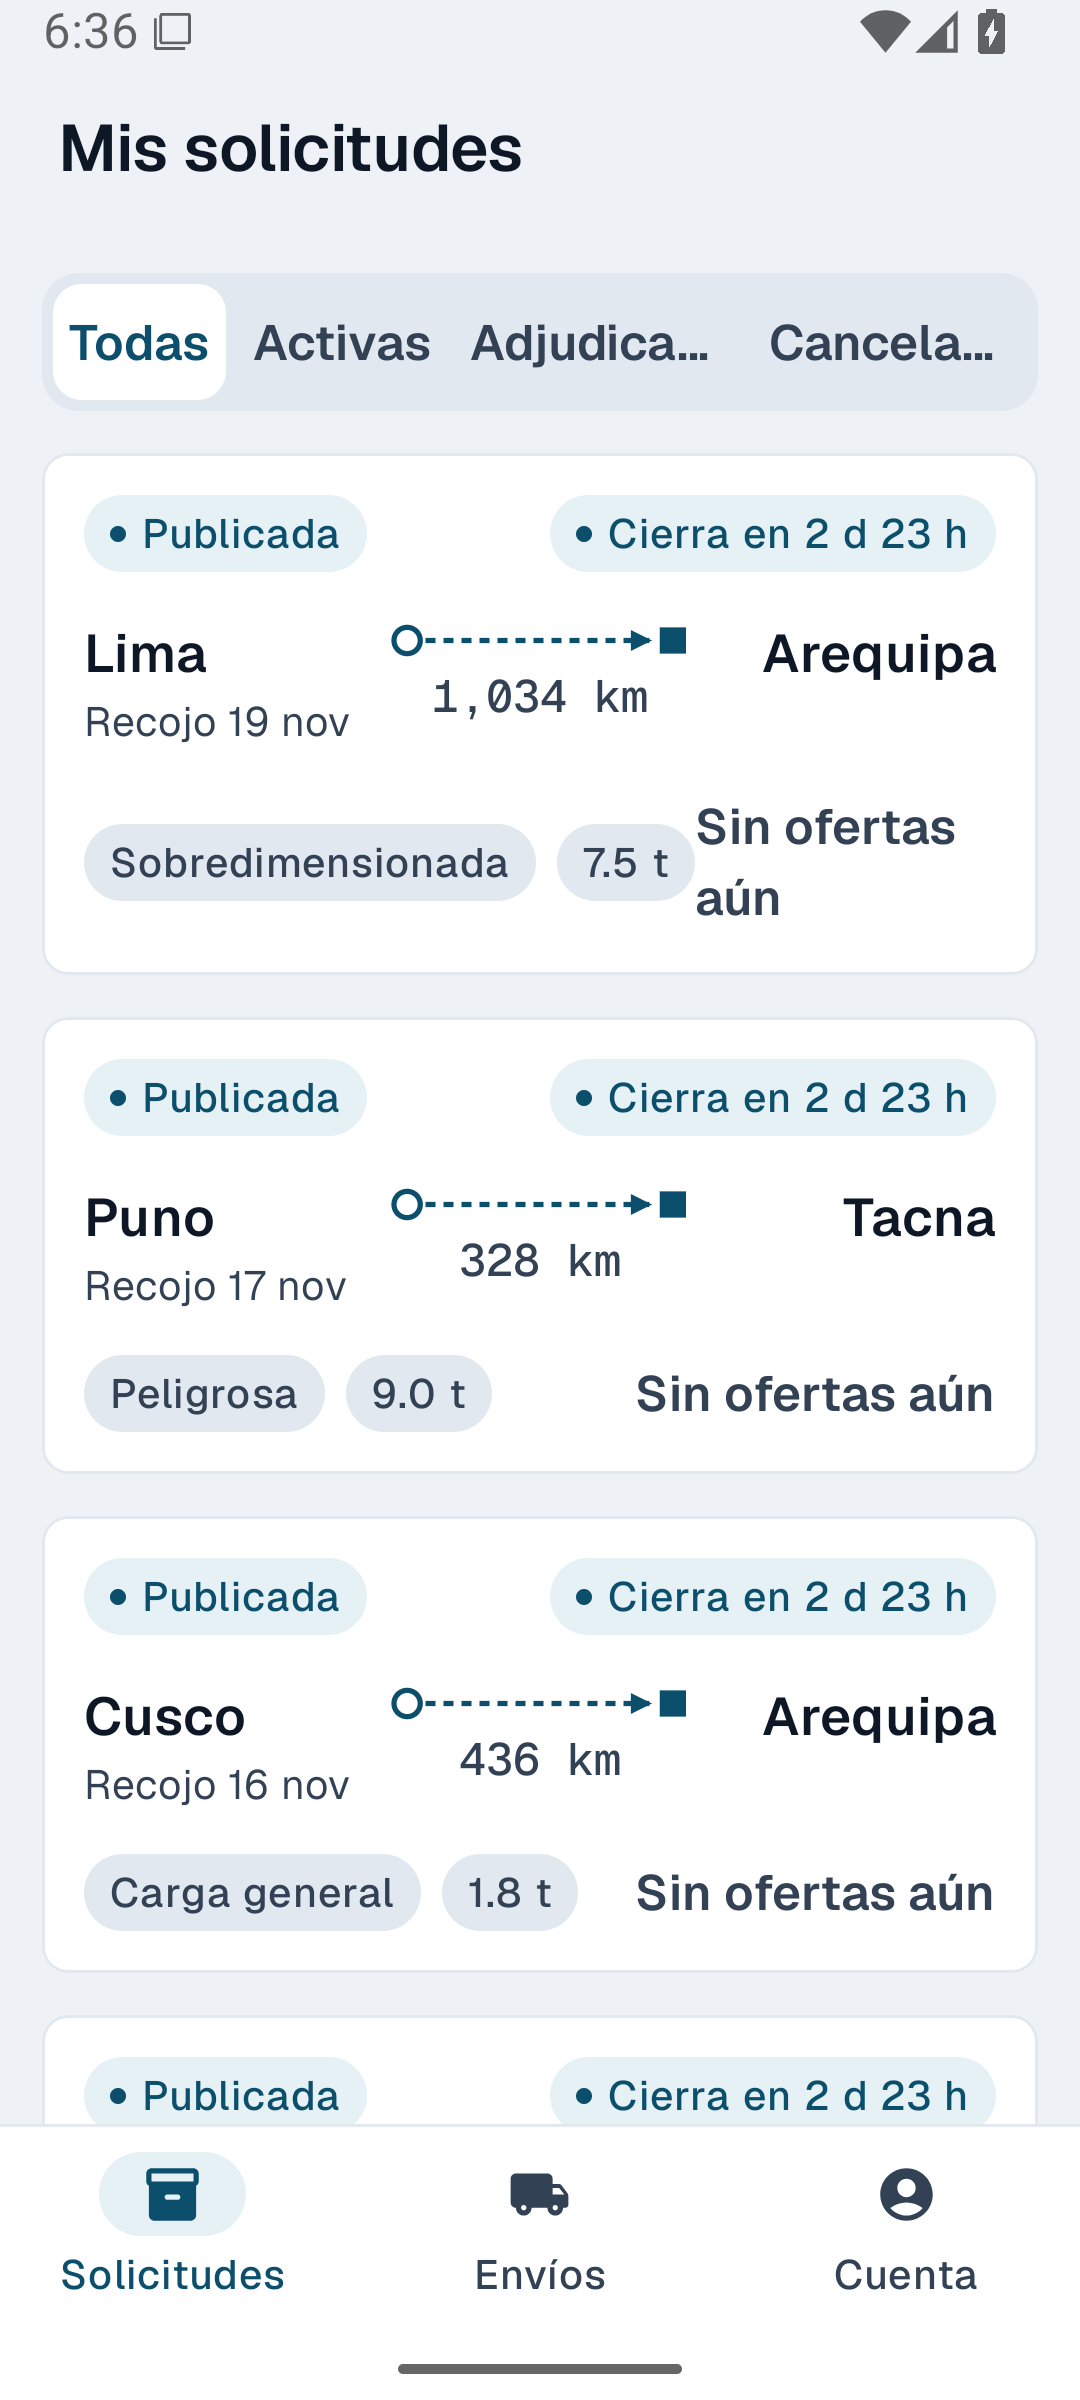 6:36
Mis solicitudes
Todas
Activas
Adjudica...
Cancela...
Publicada
Cierra en 2 d 23 h
Lima
1,034 km
Arequipa
Recojo 19 nov
Sobredimensionada
7.5 t
Sin ofertas
aún
Publicada
Cierra en 2 d 23 h
Puno
328 km
Tacna
Recojo 17 nov
Peligrosa
9.0 t
Sin ofertas aún
Publicada
Cierra en 2 d 23 h
Cusco
436 km
Arequipa
Recojo 16 nov
Carga general
1.8 t
Sin ofertas aún
Publicada
Cierra en 2 d 23 h
Solicitudes
Envíos
Cuenta